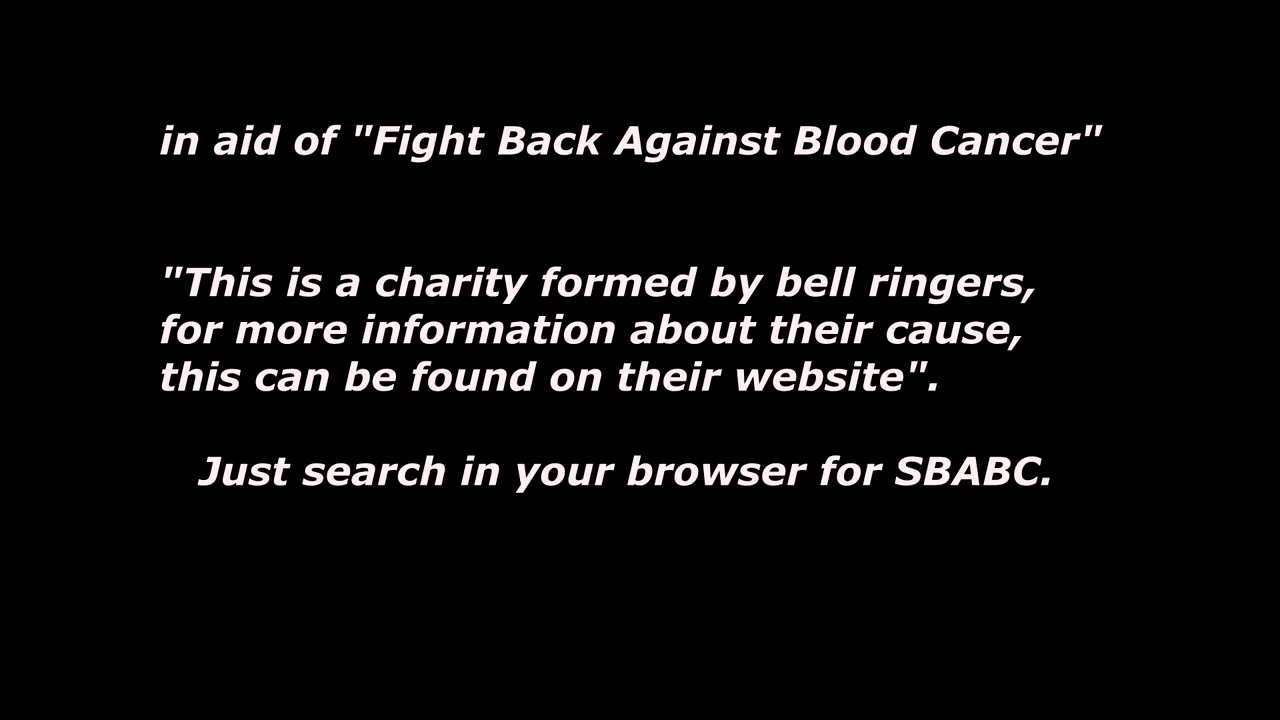 in aid of "Fight Back Against Blood Cancer"
"This is a charity formed by bell ringers,
for more information about their cause,
this can be found on their website".
Just search in your browser for SBABC.